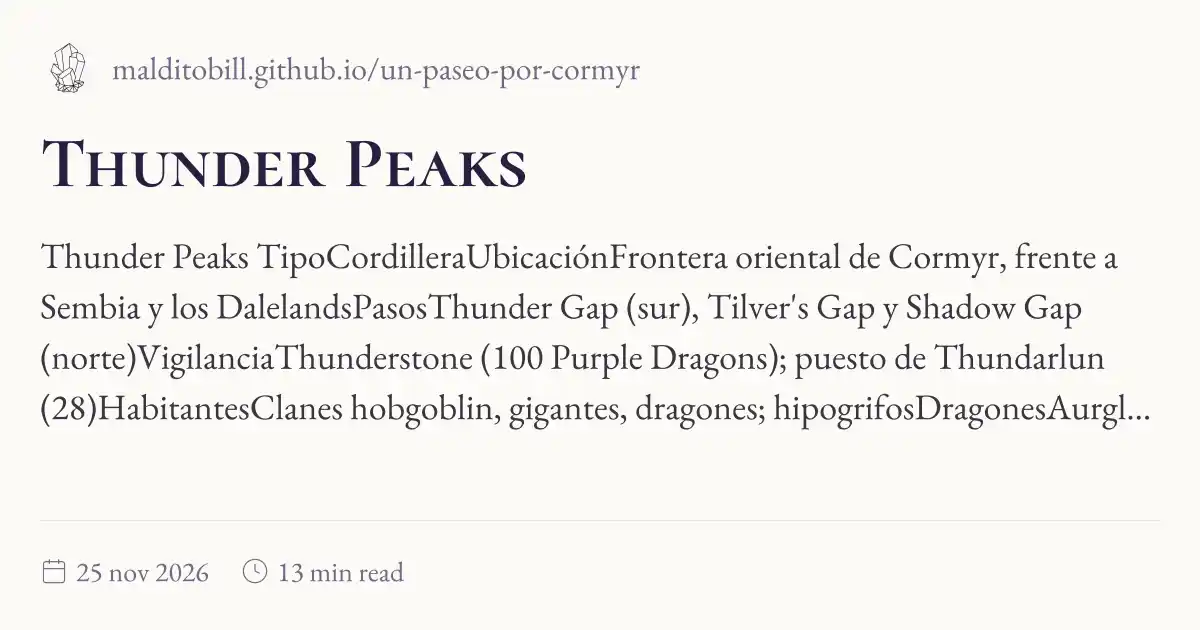 malditobill.github.io/un-paseo-por-cormyr
Thunder Peaks
Thunder Peaks TipoCordilleraUbicaciónFrontera oriental de Cormyr, frente a
Sembia y los DalelandsPasosThunder Gap (sur), Tilver's Gap y Shadow Gap
(norte)VigilanciaThunderstone (100 Purple Dragons); puesto de Thundarlun
(28)HabitantesClanes hobgoblin, gigantes, dragones; hipogrifosDragonesAurgl...
25 nov 2026 13 min read